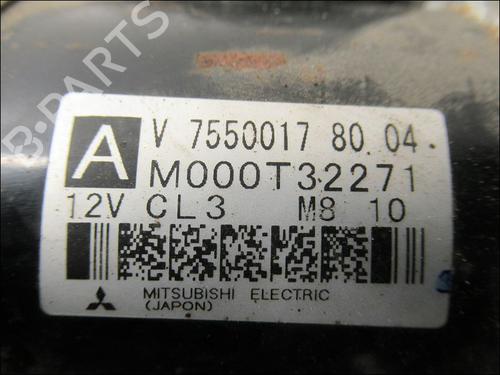 B-PARTS
A
V 7550017 80.04
M000T32271
12V CL3 M8 10
MITSUBISHI ELECTRIC
(JAPON)